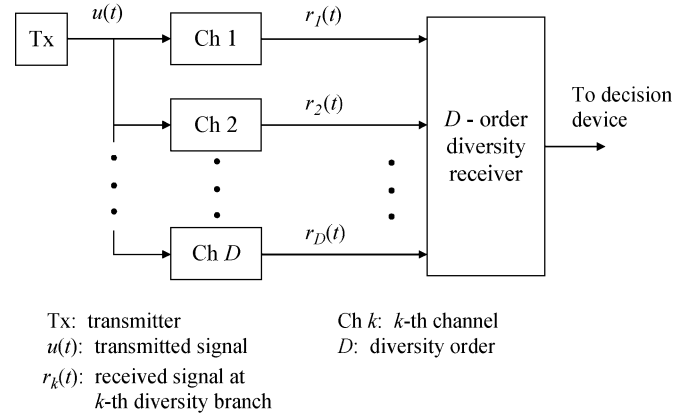 u(t)
Tx
Ch 1
r1(t)
Ch 2
r2(t)
D - order
diversity
receiver
To decision
device
Ch D
rD(t)
Tx: transmitter
u(t): transmitted signal
rk(t): received signal at
k-th diversity branch
Ch k: k-th channel
D: diversity order